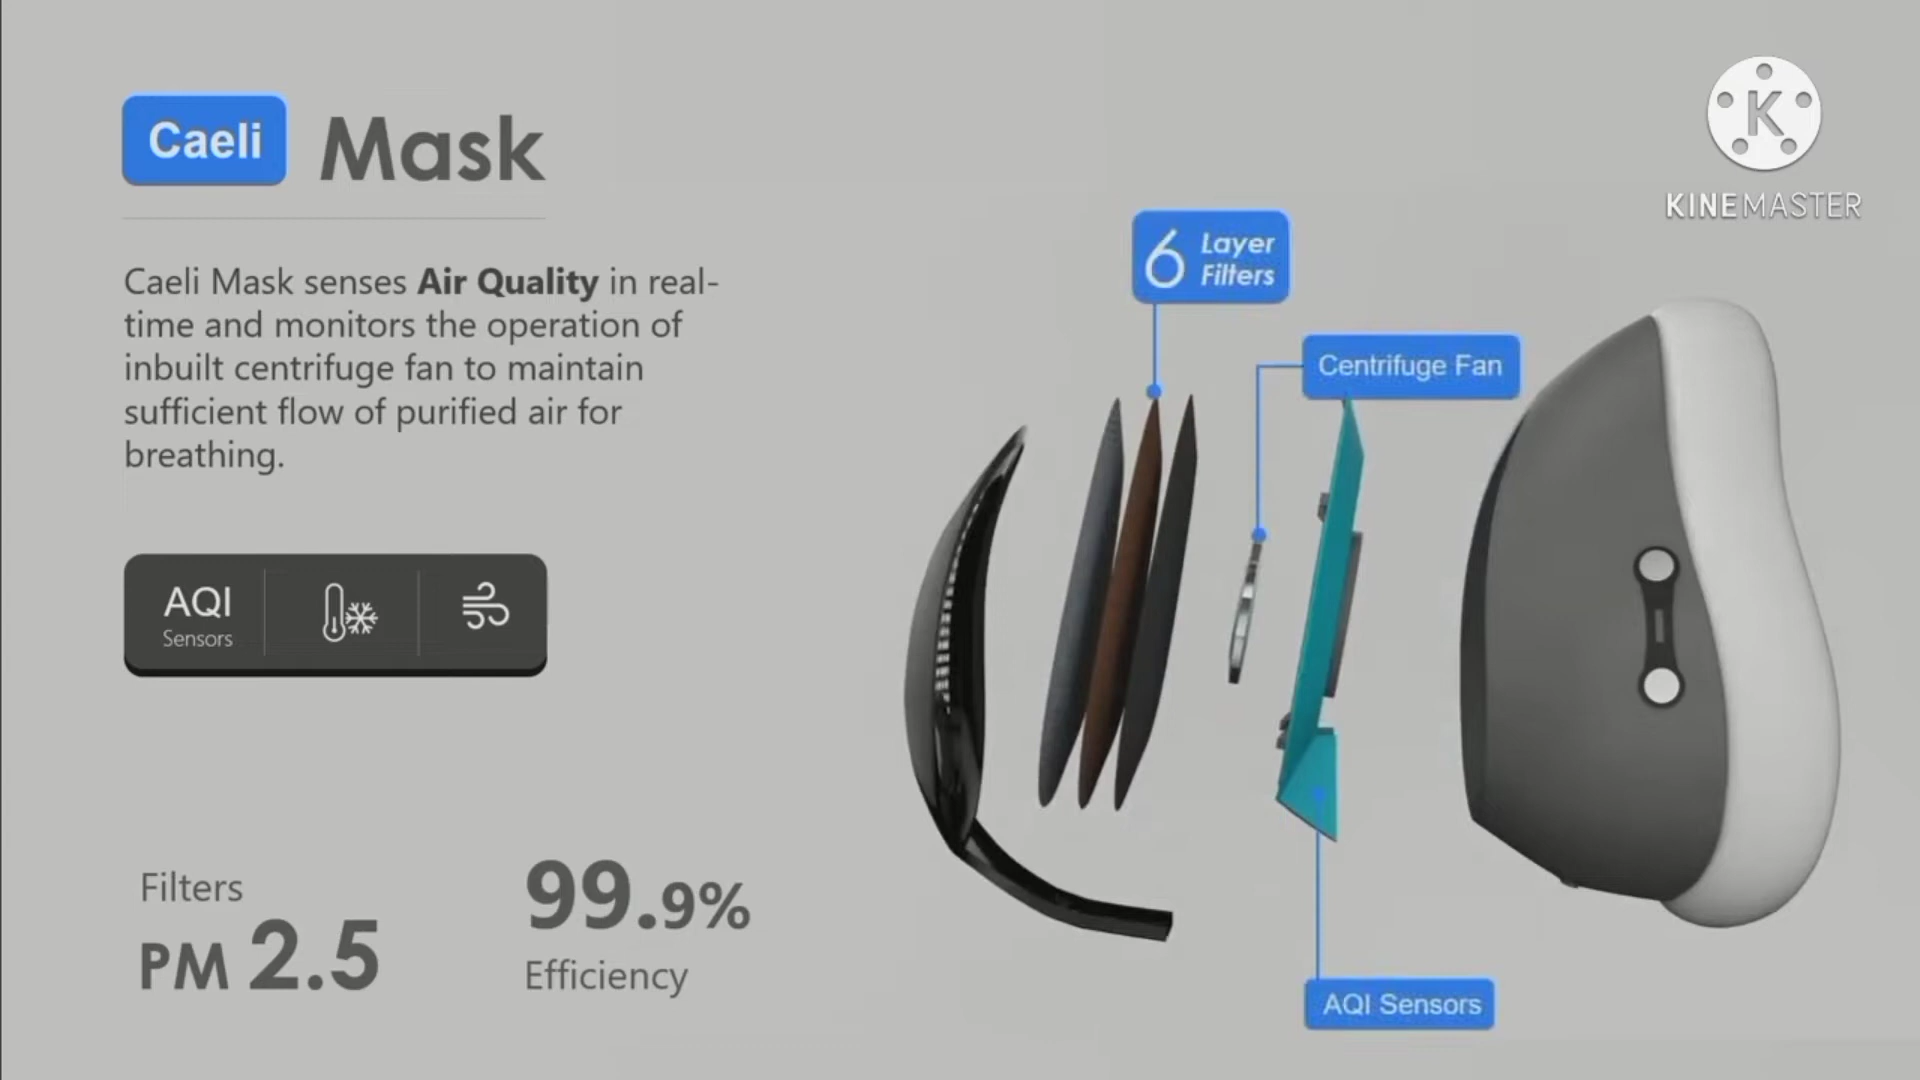 Caeli Mask
Caeli Mask senses Air Quality in real-
time and monitors the operation of
inbuilt centrifuge fan to maintain
sufficient flow of purified air for
breathing.
AQI
Sensors
Filters
PM 2.5
99.9%
Efficiency
6 Layer
Filters
Centrifuge Fan
AQI Sensors
K
KINEMASTER